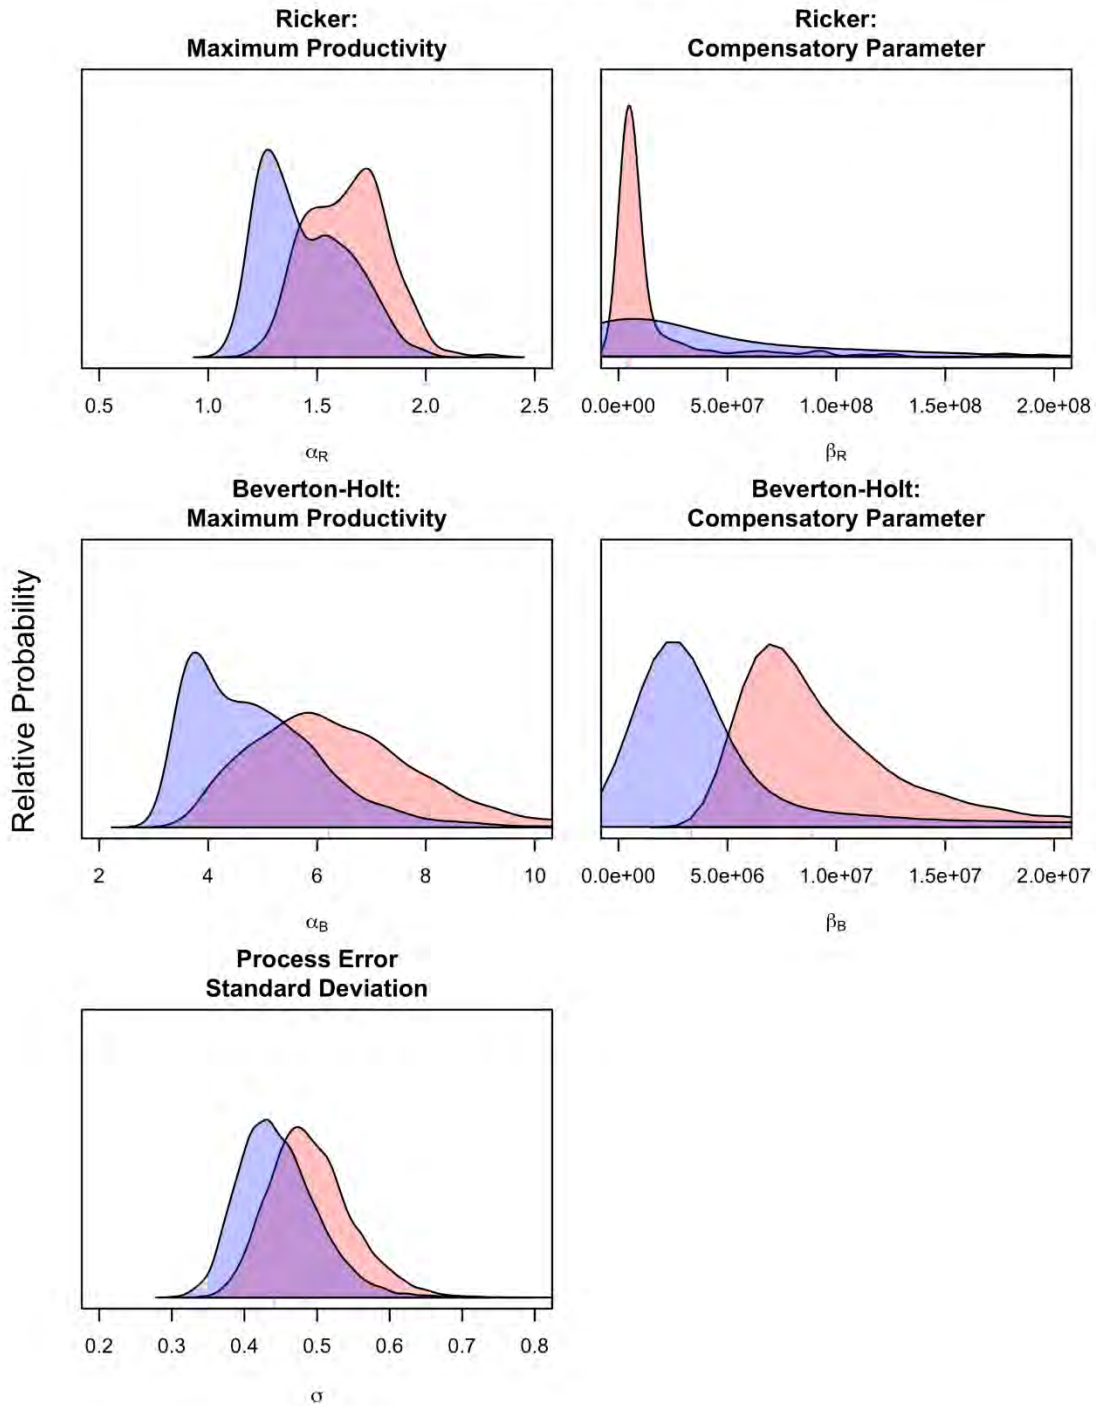 Ricker:
Maximum Productivity
0.5 1.0 1.5 2.0 2.5
αR
Ricker:
Compensatory Parameter
0.0e+00 5.0e+07 1.0e+08 1.5e+08 2.0e+08
βR
Relative Probability
Beverton-Holt:
Maximum Productivity
2 4 6 8 10
αB
Beverton-Holt:
Compensatory Parameter
0.0e+00 5.0e+06 1.0e+07 1.5e+07 2.0e+07
βB
Process Error
Standard Deviation
0.2 0.3 0.4 0.5 0.6 0.7 0.8
σ